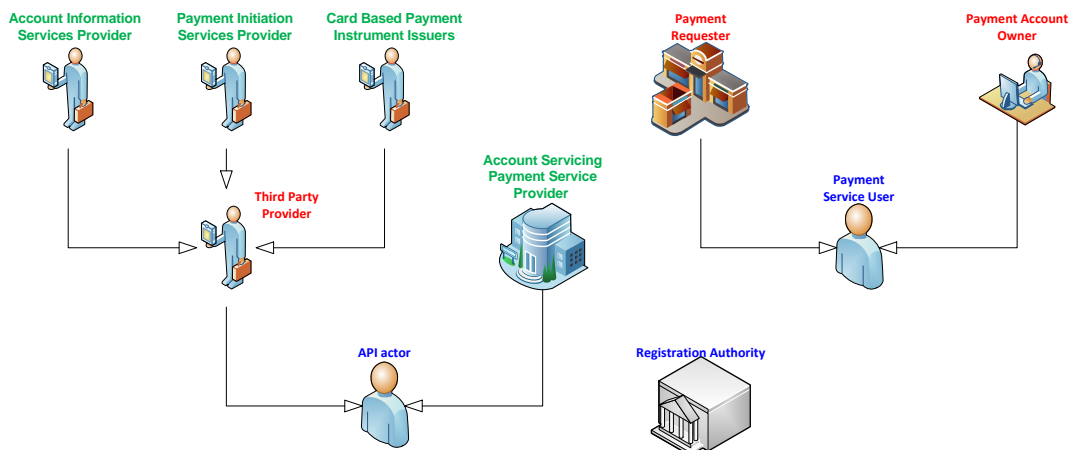 Account Information
Services Provider
Payment Initiation
Services Provider
Card Based Payment
Instrument Issuers
Payment
Requester
Payment Account
Owner
Account Servicing
Payment Service
Provider
Third Party
Provider
Payment
Service User
API actor
Registration Authority